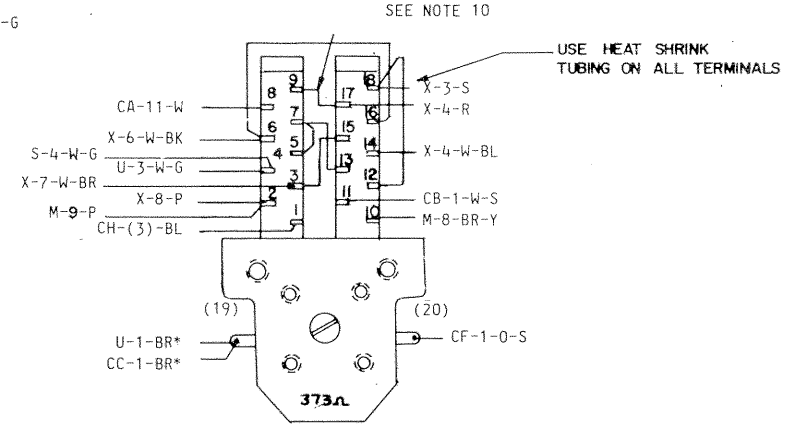 -G
SEE NOTE 10
USE HEAT SHRINK
TUBING ON ALL TERMINALS
9
18
X-3-S
8
17
X-4-R
CA-11-W
7
16
6
15
X-6-W-BK
S-4-W-G
4
5
14
X-4-W-BL
U-3-W-G
13
X-7-W-BR
3
12
X-8-P
2
11
CB-1-W-S
M-9-P
1
10
M-8-BR-Y
CH-(3)-BL
(19)
(20)
U-1-BR*
CF-1-O-S
CC-1-BR*
373Ω